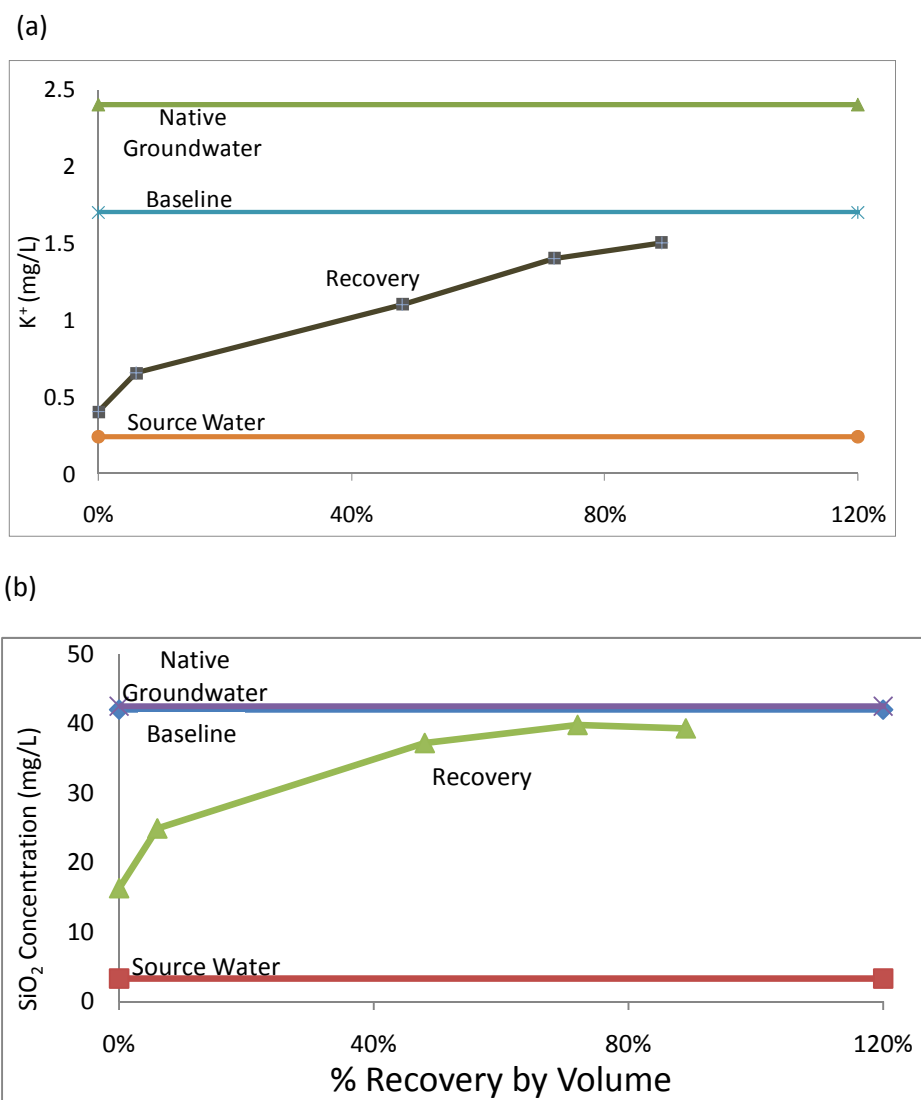 (a)
2.5
Native
Groundwater
2
Baseline
1.5
Recovery
K⁺ (mg/L)
1
0.5
Source Water
0
0%
40%
80%
120%
(b)
50
Native
Groundwater
40
Baseline
Recovery
30
SiO₂ Concentration (mg/L)
20
10
Source Water
0
0%
40%
80%
120%
% Recovery by Volume